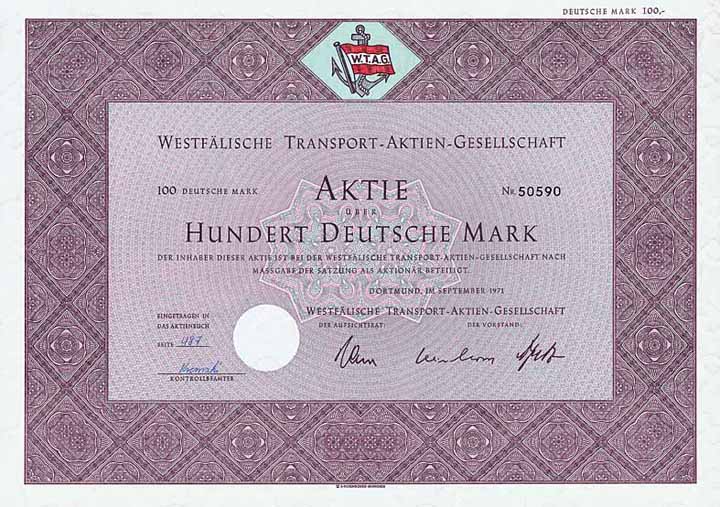 DEUTSCHE MARK 100,-
W.T.A.G.
WESTFÄLISCHE TRANSPORT-AKTIEN-GESELLSCHAFT
100 DEUTSCHE MARK
AKTIE
NR. 50590
ÜBER
HUNDERT DEUTSCHE MARK
DER INHABER DIESER AKTIE IST BEI DER WESTFÄLISCHE TRANSPORT-AKTIEN-GESELLSCHAFT NACH
MASSGABE DER SATZUNG ALS AKTIONÄR BETEILIGT.
DORTMUND, IM SEPTEMBER 1971
WESTFÄLISCHE TRANSPORT-AKTIEN-GESELLSCHAFT
EINGETRAGEN IN
DAS AKTIENBUCH
DER AUFSICHTSRAT:
DER VORSTAND:
SEITE 487
KONTROLLBEAMTER